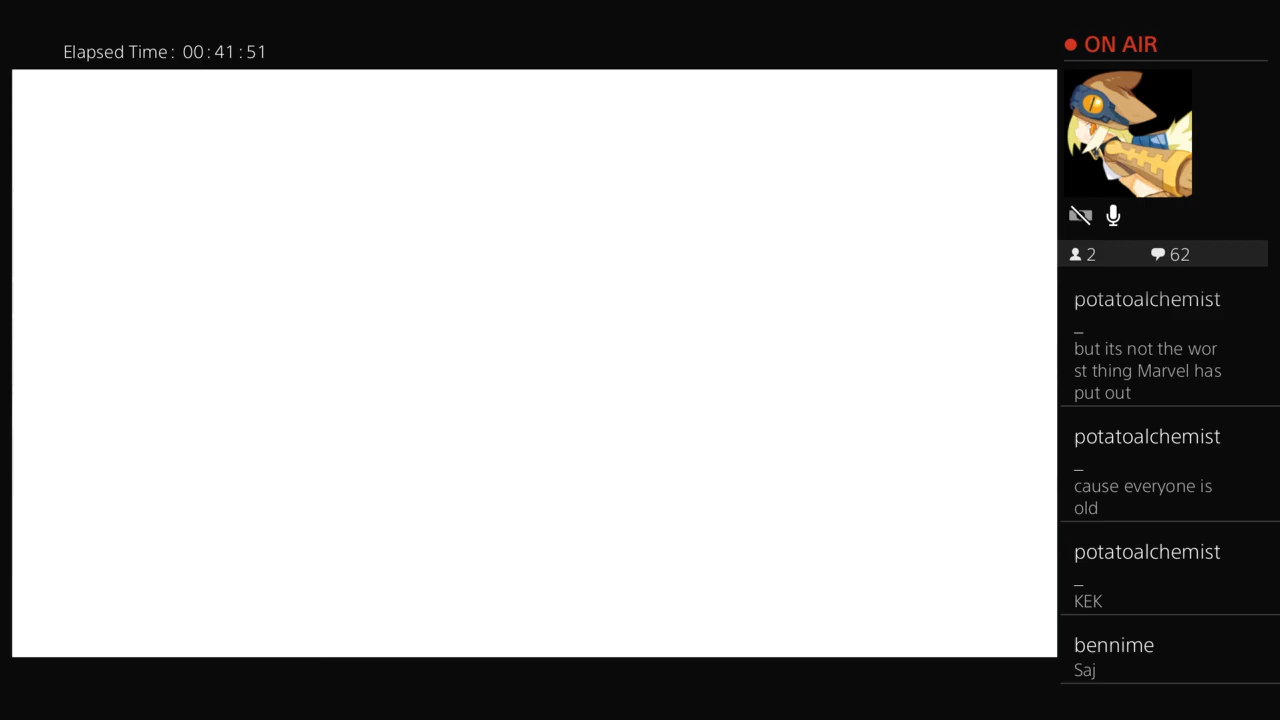 Elapsed Time: 00:41:51
ON AIR
2 62
potatoalchemist
_
but its not the wor
st thing Marvel has
put out
potatoalchemist
_
cause everyone is
old
potatoalchemist
_
KEK
bennime
Saj